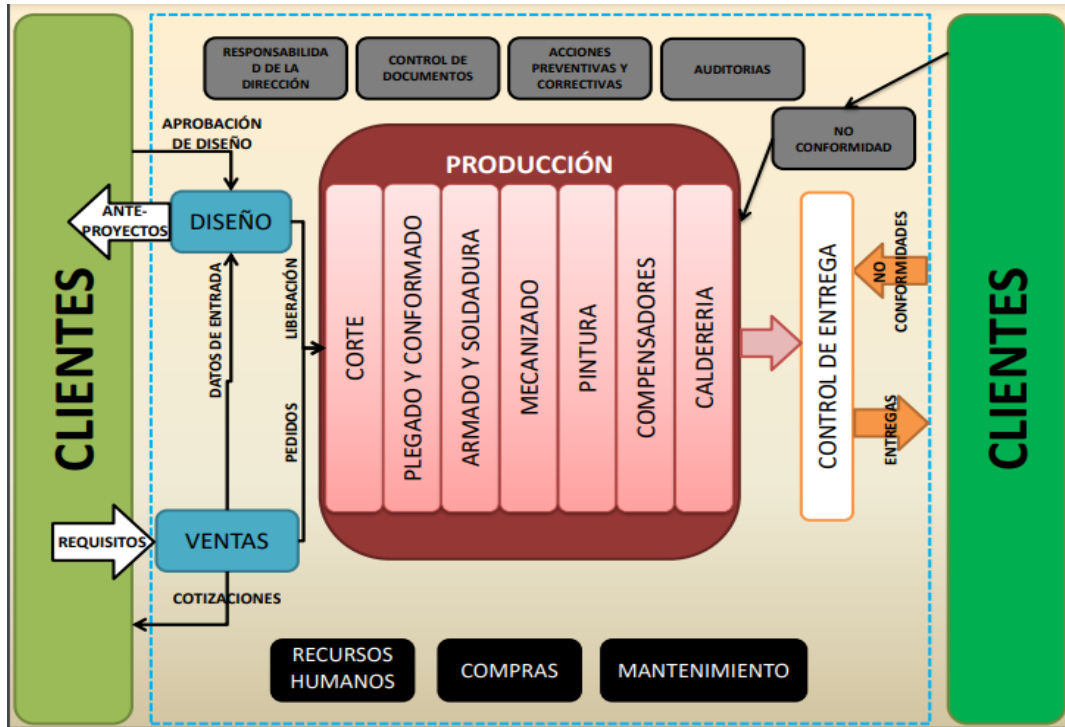 RESPONSABILIDA
D DE LA
DIRECCIÓN
CONTROL DE
DOCUMENTOS
ACCIONES
PREVENTIVAS Y
CORRECTIVAS
AUDITORIAS
NO
CONFORMIDAD
APROBACIÓN
DE DISEÑO
ANTE-
PROYECTOS
DISEÑO
CLIENTES
DATOS DE ENTRADA
LIBERACIÓN
PEDIDOS
REQUISITOS
VENTAS
COTIZACIONES
PRODUCCIÓN
CORTE
PLEGADO Y CONFORMADO
ARMADO Y SOLDADURA
MECANIZADO
PINTURA
COMPENSADORES
CALDERERIA
CONTROL DE ENTREGA
NO
CONFORMIDADES
ENTREGAS
CLIENTES
RECURSOS
HUMANOS
COMPRAS
MANTENIMIENTO